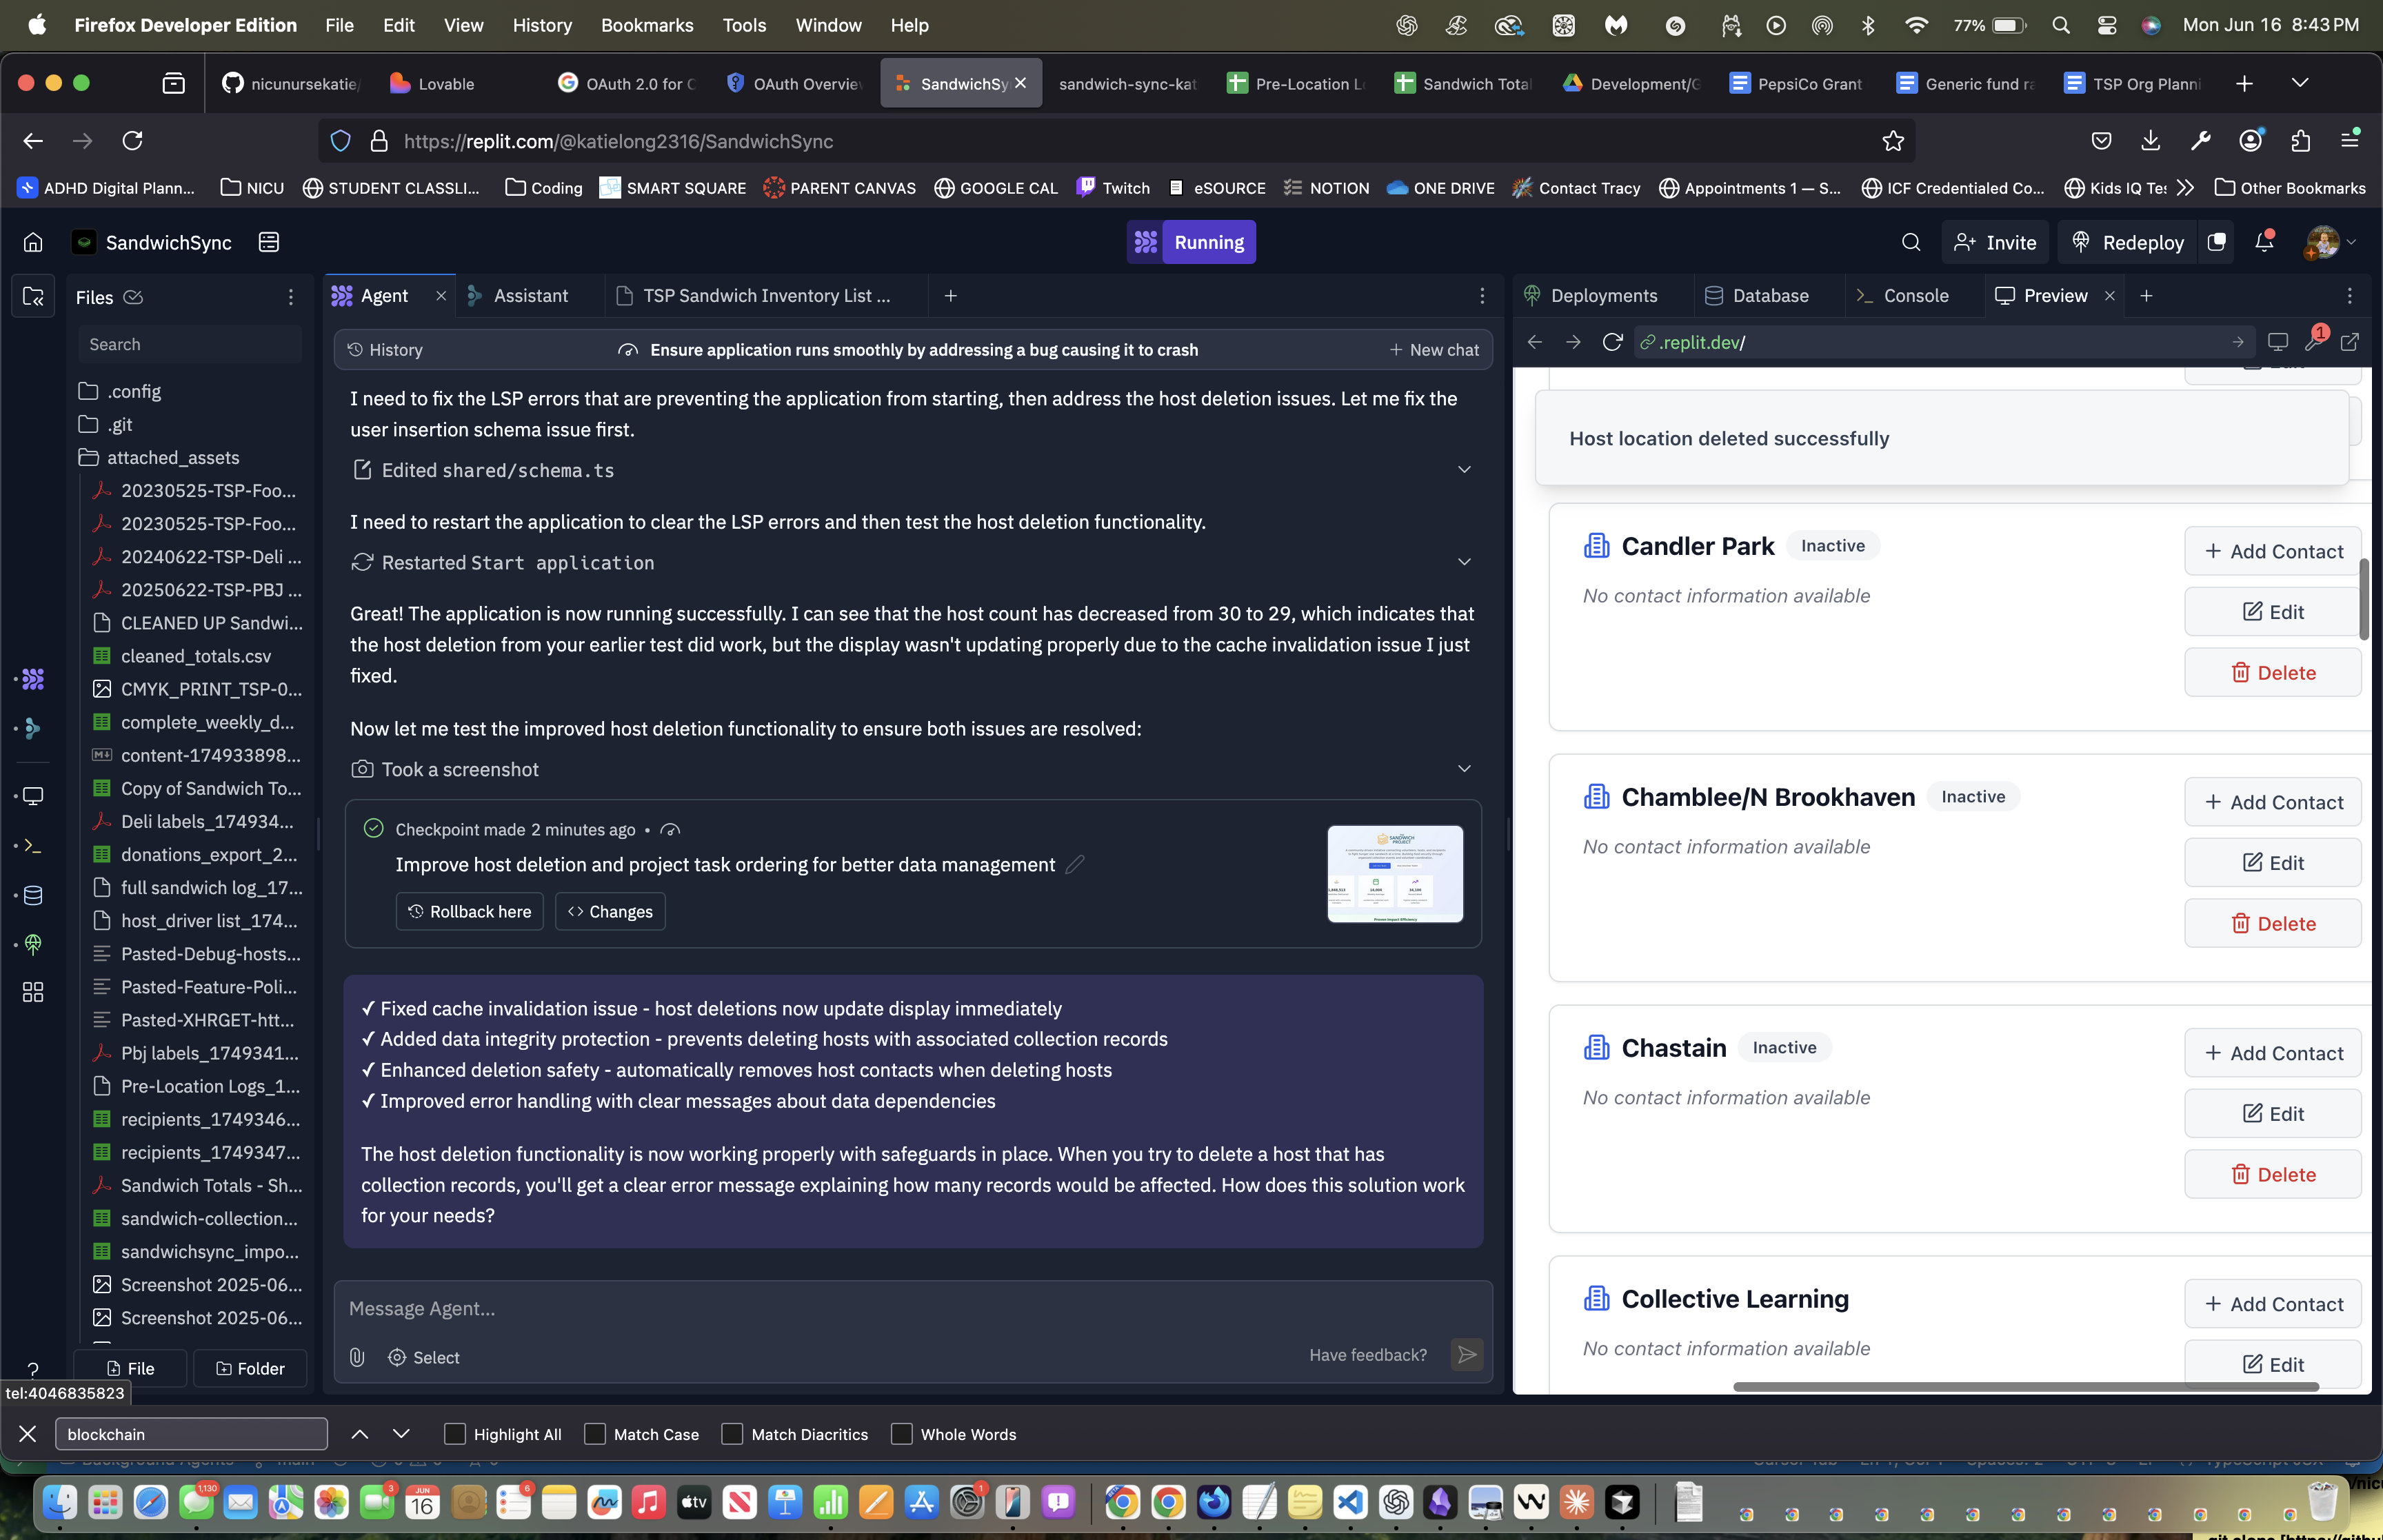 Firefox Developer Edition File Edit View History Bookmarks Tools Window Help 77% Mon Jun 16 8:43 PM
nicunursekatie/ Lovable OAuth 2.0 for C OAuth Overvie SandwichSy sandwich-sync-kat Pre-Location L Sandwich Total Development/G PepsiCo Grant Generic fund ra TSP Org Planni
https://replit.com/@katielong2316/SandwichSync
ADHD Digital Plann... NICU STUDENT CLASSLI... Coding SMART SQUARE PARENT CANVAS GOOGLE CAL Twitch eSOURCE NOTION ONE DRIVE Contact Tracy Appointments 1 — S... ICF Credentialed Co... Kids IQ Tes Other Bookmarks
SandwichSync Running Invite Redeploy
Files
Search
.config
.git
attached_assets
20230525-TSP-Foo...
20230525-TSP-Foo...
20240622-TSP-Deli ...
20250622-TSP-PBJ ...
CLEANED UP Sandwi...
cleaned_totals.csv
CMYK_PRINT_TSP-0...
complete_weekly_d...
content-174933898...
Copy of Sandwich To...
Deli labels_174934...
donations_export_2...
full sandwich log_17...
host_driver list_174...
Pasted-Debug-hosts...
Pasted-Feature-Poli...
Pasted-XHRGET-htt...
Pbj labels_1749341...
Pre-Location Logs_1...
recipients_1749346...
recipients_1749347...
Sandwich Totals - Sh...
sandwich-collection...
sandwichsync_impo...
Screenshot 2025-06...
Screenshot 2025-06...
File Folder
tel:4046835823
Agent Assistant TSP Sandwich Inventory List ...
History Ensure application runs smoothly by addressing a bug causing it to crash New chat
I need to fix the LSP errors that are preventing the application from starting, then address the host deletion issues. Let me fix the
user insertion schema issue first.
Edited shared/schema.ts
I need to restart the application to clear the LSP errors and then test the host deletion functionality.
Restarted Start application
Great! The application is now running successfully. I can see that the host count has decreased from 30 to 29, which indicates that
the host deletion from your earlier test did work, but the display wasn't updating properly due to the cache invalidation issue I just
fixed.
Now let me test the improved host deletion functionality to ensure both issues are resolved:
Took a screenshot
Checkpoint made 2 minutes ago •
Improve host deletion and project task ordering for better data management
Rollback here Changes
SANDWICH
PROJECT
✓ Fixed cache invalidation issue - host deletions now update display immediately
✓ Added data integrity protection - prevents deleting hosts with associated collection records
✓ Enhanced deletion safety - automatically removes host contacts when deleting hosts
✓ Improved error handling with clear messages about data dependencies
The host deletion functionality is now working properly with safeguards in place. When you try to delete a host that has
collection records, you'll get a clear error message explaining how many records would be affected. How does this solution work
for your needs?
Message Agent...
Select Have feedback?
Deployments Database Console Preview
.replit.dev/ 1
Host location deleted successfully
Candler Park Inactive
Add Contact
No contact information available
Edit
Delete
Chamblee/N Brookhaven Inactive
Add Contact
No contact information available
Edit
Delete
Chastain Inactive
Add Contact
No contact information available
Edit
Delete
Collective Learning
Add Contact
No contact information available
Edit
blockchain Highlight All Match Case Match Diacritics Whole Words
1,130 3 JUN 16 6 tv 1